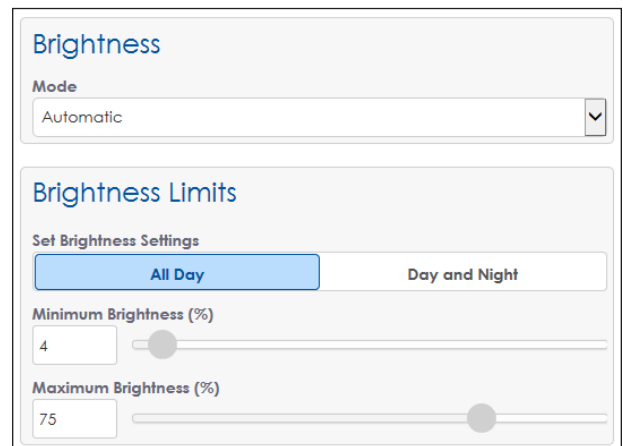 Brightness
Mode
Automatic
Brightness Limits
Set Brightness Settings
All Day Day and Night
Minimum Brightness (%)
4
Maximum Brightness (%)
75